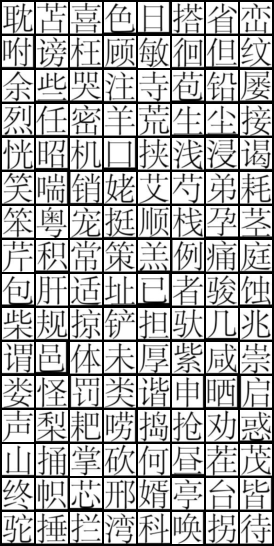 耽苫喜色日搭省峦
咐谤枉顾敏徊但纹
余些哭注寺苞铅屡
烈任密羊荒生尘接
恍昭机口挟浅浸谒
笑喘销姥艾芍弟耗
笨粤宠挺顺栈孕茎
芹积常策羔例痛庭
包肝适址已者骏蚀
柴规掠铲担驮几兆
谓邑体未厚紫咸崇
娄怪罚类谐申晒启
声梨耙唠捣抢劝惑
山捅掌砍何昼茬茂
终帜芯邢婿亭台皆
驼捶拦湾科唤拐待